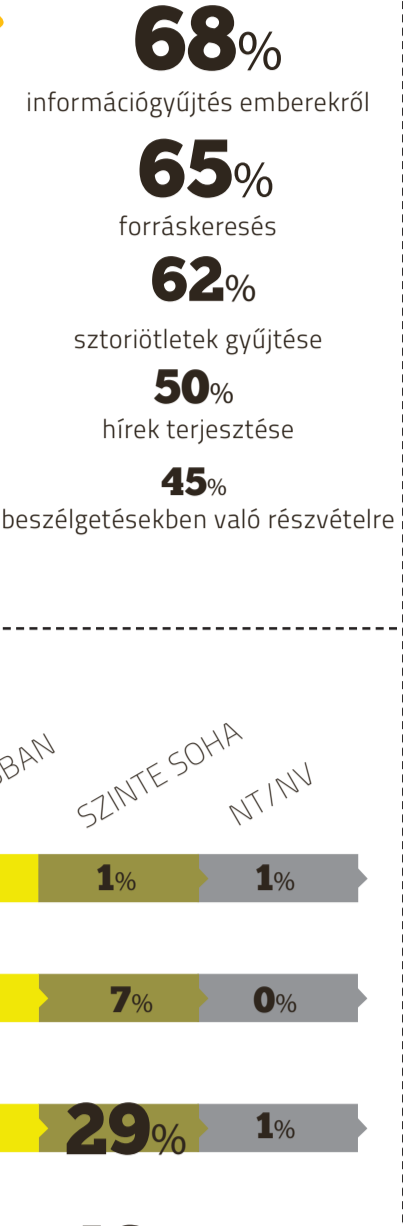 68%
információgyűjtés emberekről
65%
forráskeresés
62%
sztoriötletek gyűjtése
50%
hírek terjesztése
45%
beszélgetésekben való részvételre
SZINTE SOHA
NT/NV
1% 1%
7% 0%
29% 1%